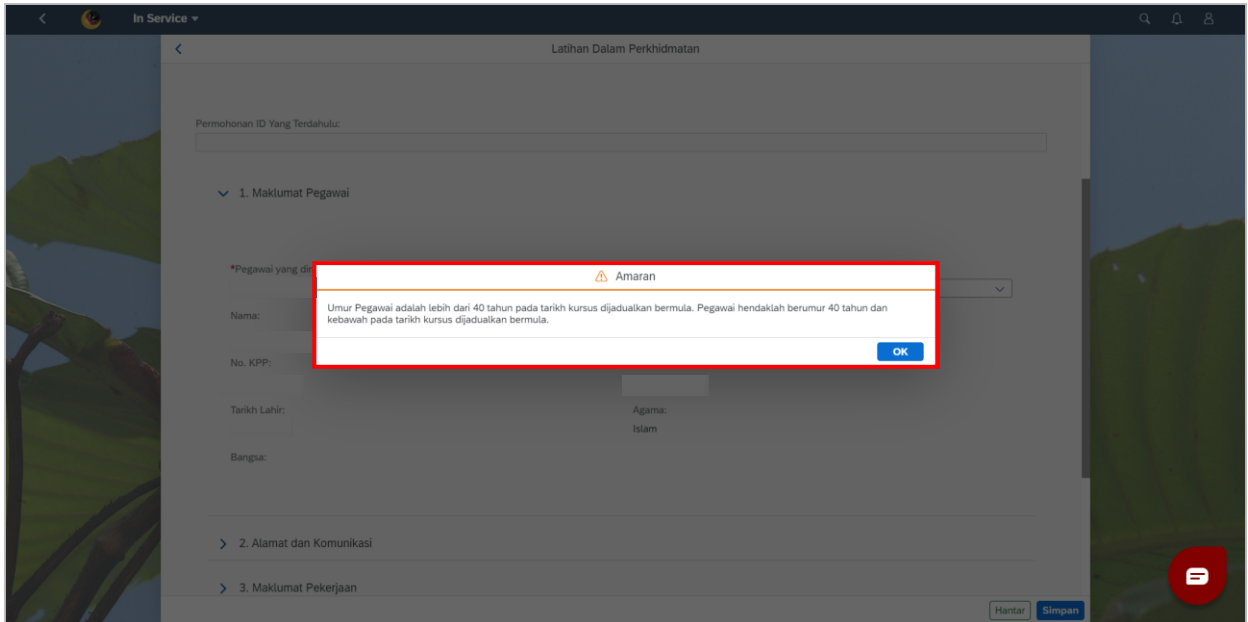 In Service
Latihan Dalam Perkhidmatan
Permohonan ID Yang Terdahulu:
1. Maklumat Pegawai
*Pegawai yang
Amaran
Umur Pegawai adalah lebih dari 40 tahun pada tarikh kursus dijadualkan bermula. Pegawai hendaklah berumur 40 tahun dan
kebawah pada tarikh kursus dijadualkan bermula.
OK
Nama:
No. KPP:
Tarikh Lahir:
Agama:
Islam
Bangsa:
2. Alamat dan Komunikasi
3. Maklumat Pekerjaan
Hantar
Simpan